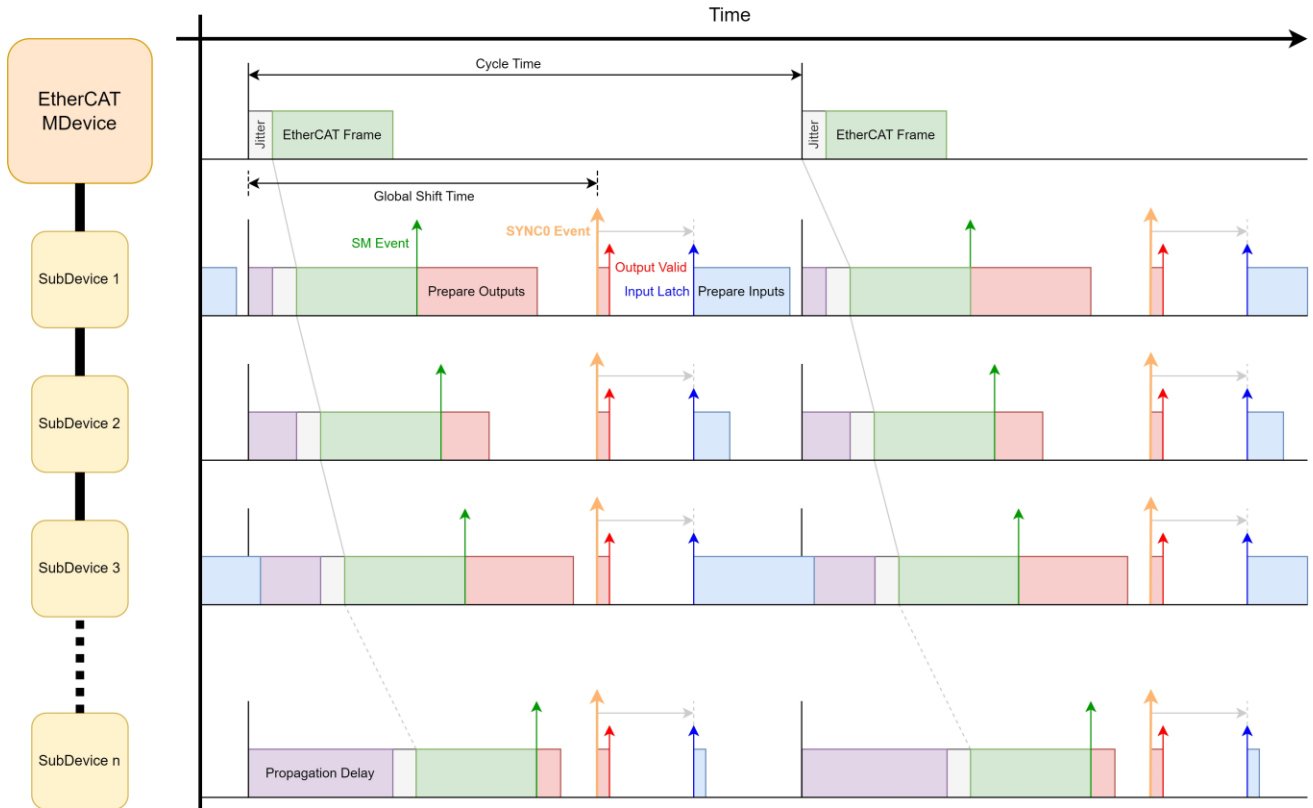 Time
EtherCAT
MDevice
Cycle Time
Jitter
EtherCAT Frame
Jitter
EtherCAT Frame
Global Shift Time
SubDevice 1
SM Event
SYNC0 Event
Output Valid
Input Latch
Prepare Outputs
Prepare Inputs
SubDevice 2
SubDevice 3
SubDevice n
Propagation Delay